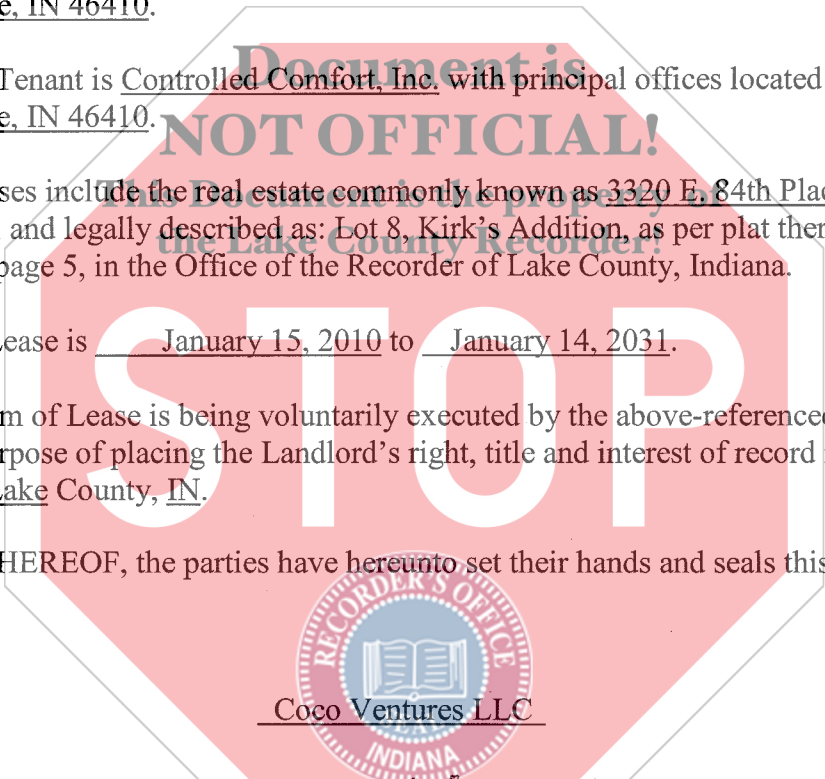 e, IN 46410.
Document is
Tenant is Controlled Comfort, Inc. with principal offices located
e, IN 46410.
NOT OFFICIAL!
ses include the real estate commonly known as 3320 E. 84th Plac
This Document is the property of
and legally described as: Lot 8, Kirk's Addition, as per plat ther
the Lake County Recorder!
page 5, in the Office of the Recorder of Lake County, Indiana.
STOP
ease is January 15, 2010 to January 14, 2031.
m of Lease is being voluntarily executed by the above-referenced
rpose of placing the Landlord's right, title and interest of record
ake County, IN.
HEREOF, the parties have hereunto set their hands and seals this
RECORDER'S OFFICE
Coco Ventures LLC
SEAL
INDIANA